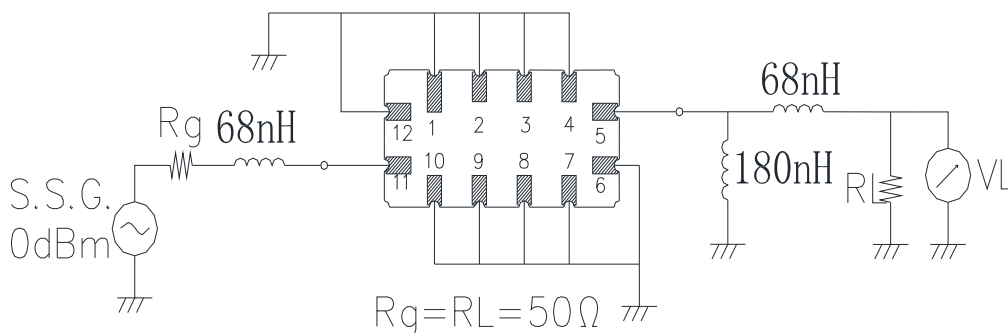 68nH
Rg 68nH
12 1 2 3 4 5
10 9 8 7
11 6
180nH
RL
VL
S.S.G.
0dBm
Rg=RL=50Ω